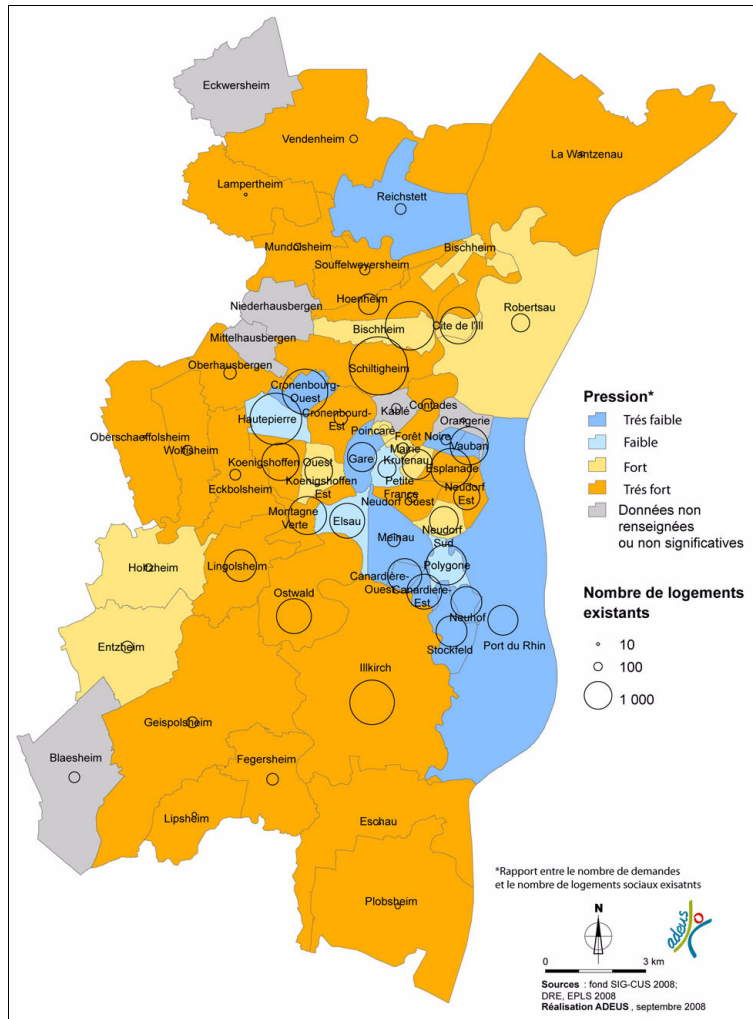 Eckwersheim
Vendenheim
La Wantzenau
Lampertheim
Reichstett
Mundolsheim
Bischheim
Souffelweyersheim
Hoenheim
Niederhausbergen
Robertsau
Bischheim
Cite de l'Ill
Mittelhausbergen
Oberhausbergen
Schiltigheim
Cronenbourg-
Ouest
Kablé
Contades
Hautepierre
Cronenbourd-
Est
Orangerie
Poincaré
Forêt Noire
Oberschaeffolsheim
Wolfisheim
Mairie
Vauban
Koenigshoffen Ouest
Gare
Krutenau
Esplanade
Eckbolsheim
Koenigshoffen
Est
Petite
France
Neudorf
Est
Neudorf Ouest
Montagne
Verte
Elsau
Neudorf
Sud
Meinau
Holtzheim
Lingolsheim
Polygone
Canardière-
Ouest
Canardiere-
Est
Ostwald
Neuhof
Entzheim
Stockfeld
Port du Rhin
Illkirch
Geispolsheim
Blaesheim
Fegersheim
Lipsheim
Eschau
Plobsheim
Pression*
Trés faible
Faible
Fort
Trés fort
Données non
renseignées
ou non significatives
Nombre de logements
existants
10
100
1 000
*Rapport entre le nombre de demandes
et le nombre de logements sociaux exisatnts
N
adeus
0 3 km
Sources : fond SIG-CUS 2008;
DRE, EPLS 2008
Réalisation ADEUS , septembre 2008